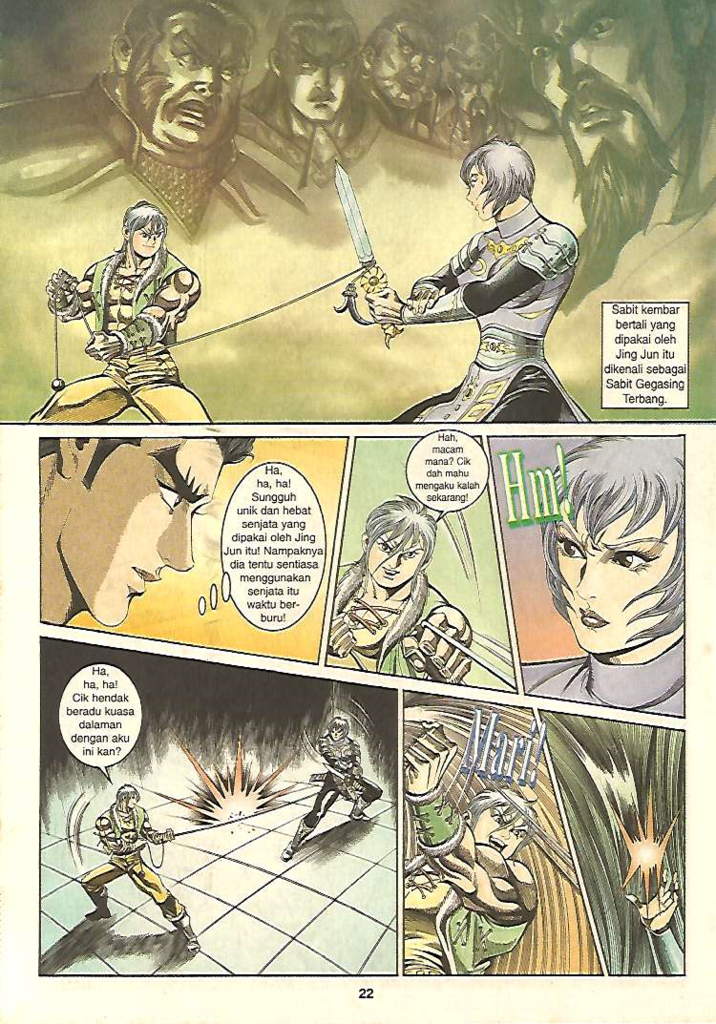 Sabit kembar
bertali yang
dipakai oleh
Jing Jun itu
dikenali sebagai
Sabit Gegasing
Terbang.
Ha,
ha, ha!
Sungguh
unik dan hebat
senjata yang
dipakai oleh Jing
Jun itu! Nampaknya
dia tentu sentiasa
menggunakan
senjata itu
waktu ber-
buru!
Hah,
macam
mana? Cik
dah mahu
mengaku kalah
sekarang!
Hm!
Ha,
ha, ha!
Cik hendak
beradu kuasa
dalaman
dengan aku
ini kan?
Mari!
22